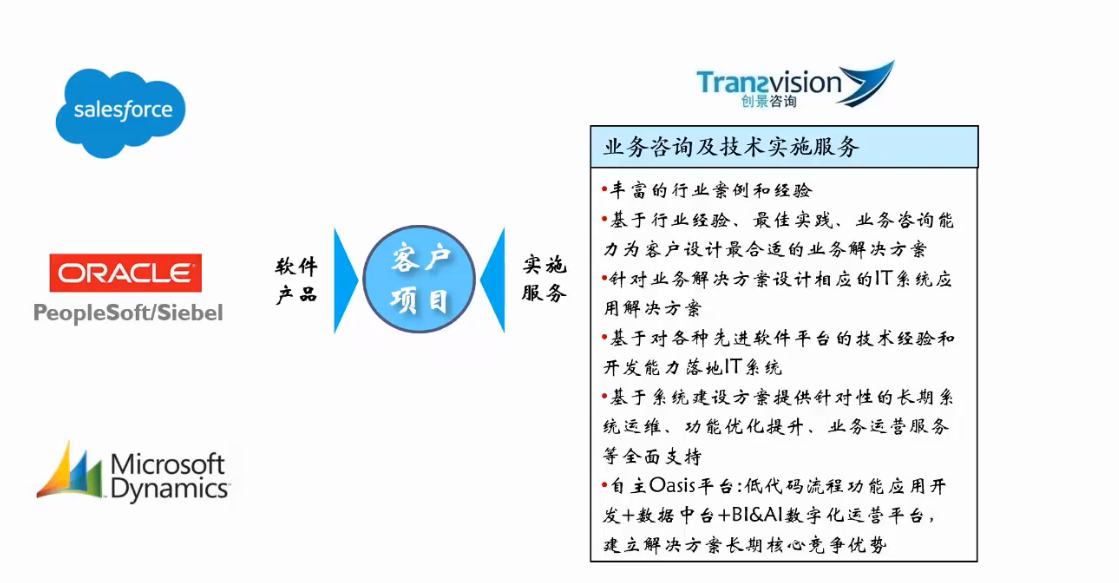 salesforce
ORACLE
PeopleSoft/Siebel
Microsoft
Dynamics
软件
产品
客户
项目
实施
服务
Transvision
创景咨询
业务咨询及技术实施服务
•丰富的行业案例和经验
•基于行业经验、最佳实践、业务咨询能
力为客户设计最合适的业务解决方案
•针对业务解决方案设计相应的IT系统应
用解决方案
•基于对各种先进软件平台的技术经验和
开发能力落地IT系统
•基于系统建设方案提供针对性的长期系
统运维、功能优化提升、业务运营服务
等全面支持
•自主Oasis平台:低代码流程功能应用开
发+数据中台+BI&AI数字化运营平台，
建立解决方案长期核心竞争优势